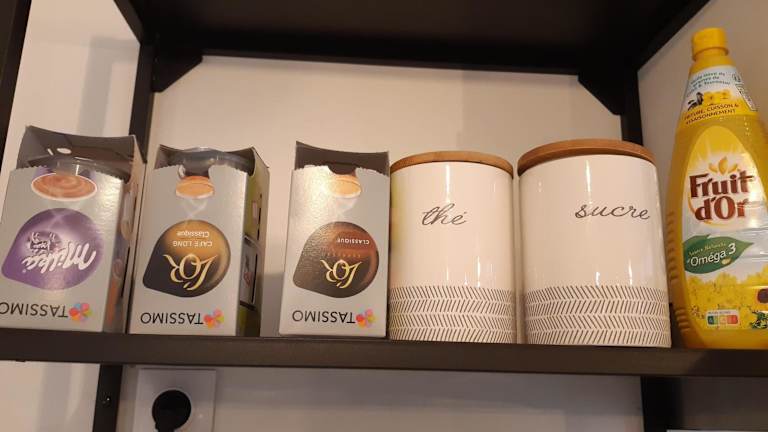 Milka
TASSIMO
L'OR
CAFÉ LONG
Classique
TASSIMO
L'OR
CLASSIQUE
TASSIMO
thé
sucre
FRITURE, CUISSON &
ASSAISONNEMENT
Fruit
d'Or
Oméga 3